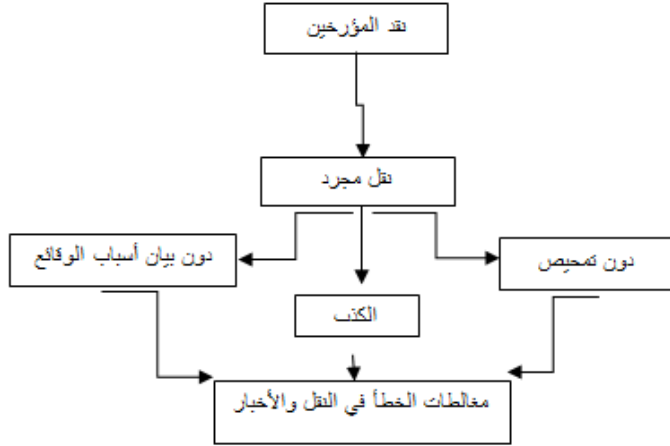 نقد المؤرخين
نقل مجرد
دون تمحيص
دون بيان أسباب الوقائع
الكذب
مغالطات الخطأ في النقل والأخبار